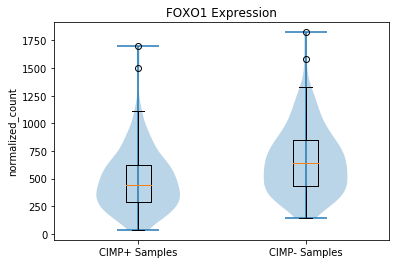 FOXO1 Expression
normalized_count
1750
1500
1250
1000
750
500
250
0
CIMP+ Samples
CIMP- Samples